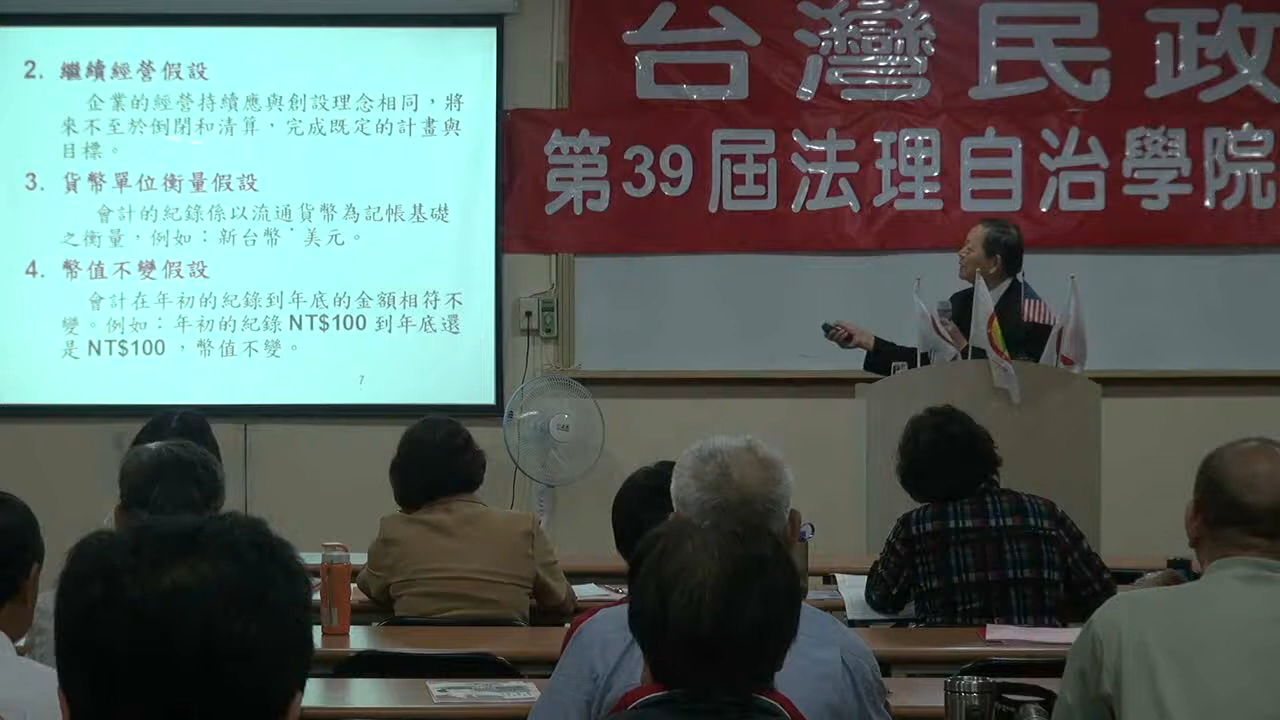 2. 繼續經營假設
企業的經營持續應與創設理念相同，將
來不至於倒閉和清算，完成既定的計畫與
目標。
3. 貨幣單位衡量假設
會計的紀錄係以流通貨幣為記帳基礎
之衡量，例如：新台幣、美元。
4. 幣值不變假設
會計在年初的紀錄到年底的金額相符不
變。例如：年初的紀錄 NT$100 到年底還
是 NT$100 ，幣值不變。
7
台灣民政
第39屆法理自治學院